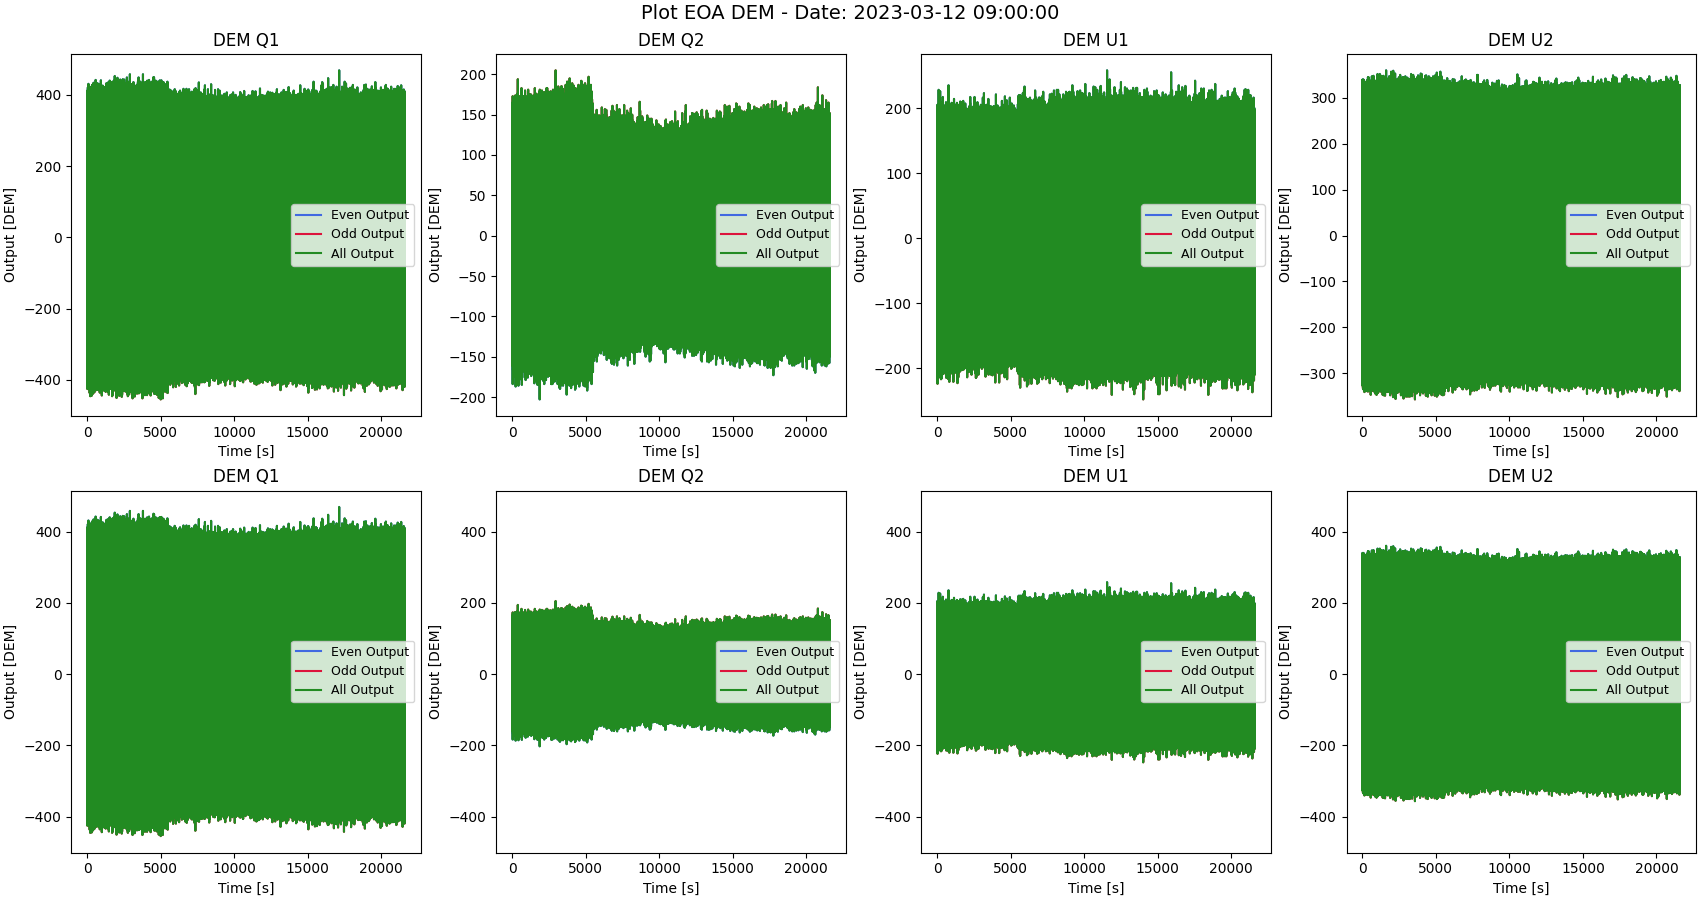 Plot EOA DEM - Date: 2023-03-12 09:00:00
DEM Q1
400
200
0
−200
−400
Output [DEM]
0 5000 10000 15000 20000
Time [s]
Even Output
Odd Output
All Output
DEM Q2
200
150
100
50
0
−50
−100
−150
−200
Output [DEM]
0 5000 10000 15000 20000
Time [s]
Even Output
Odd Output
All Output
DEM U1
200
100
0
−100
−200
Output [DEM]
0 5000 10000 15000 20000
Time [s]
Even Output
Odd Output
All Output
DEM U2
300
200
100
0
−100
−200
−300
Output [DEM]
0 5000 10000 15000 20000
Time [s]
Even Output
Odd Output
All Output
DEM Q1
400
200
0
−200
−400
Output [DEM]
0 5000 10000 15000 20000
Time [s]
Even Output
Odd Output
All Output
DEM Q2
400
200
0
−200
−400
Output [DEM]
0 5000 10000 15000 20000
Time [s]
Even Output
Odd Output
All Output
DEM U1
400
200
0
−200
−400
Output [DEM]
0 5000 10000 15000 20000
Time [s]
Even Output
Odd Output
All Output
DEM U2
400
200
0
−200
−400
Output [DEM]
0 5000 10000 15000 20000
Time [s]
Even Output
Odd Output
All Output